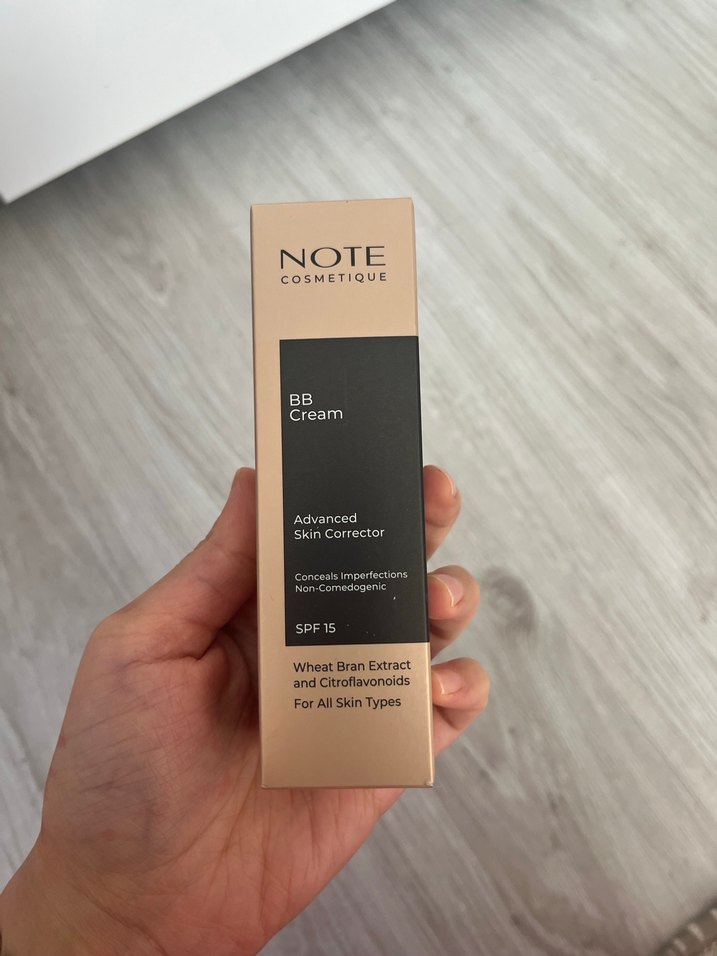 NOTE
COSMETIQUE
BB
Cream
Advanced
Skin Corrector
Conceals Imperfections
Non-Comedogenic
SPF 15
Wheat Bran Extract
and Citroflavonoids
For All Skin Types